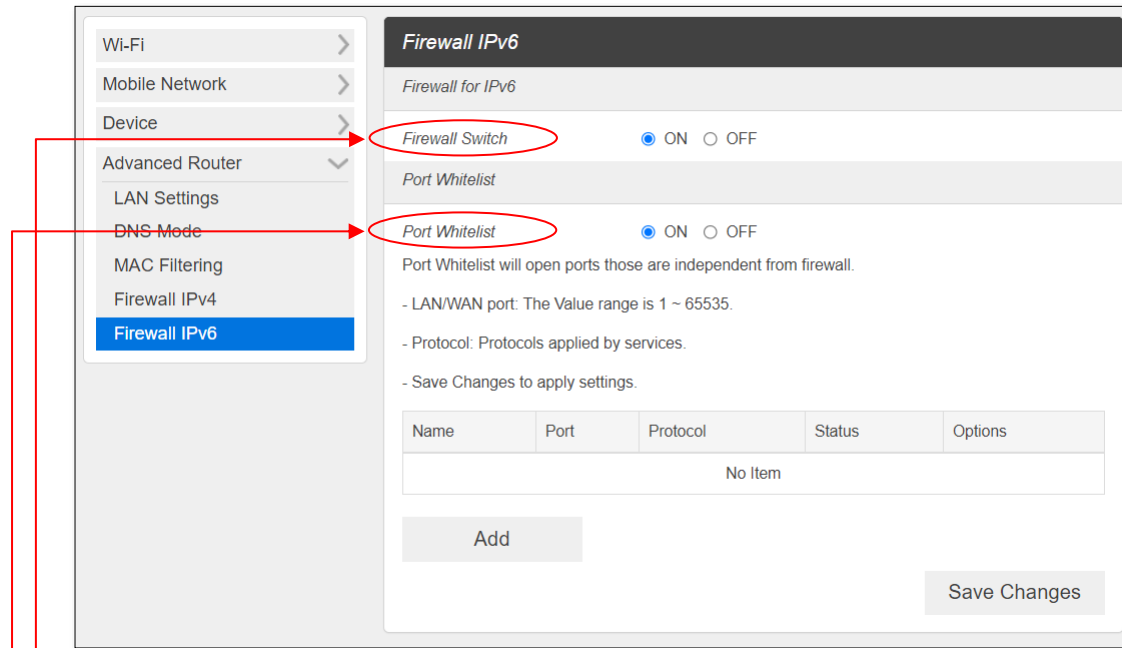 Wi-Fi
Mobile Network
Device
Advanced Router
LAN Settings
DNS Mode
MAC Filtering
Firewall IPv4
Firewall IPv6
Firewall IPv6
Firewall for IPv6
Firewall Switch ON OFF
Port Whitelist
Port Whitelist ON OFF
Port Whitelist will open ports those are independent from firewall.
- LAN/WAN port: The Value range is 1 ~ 65535.
- Protocol: Protocols applied by services.
- Save Changes to apply settings.
Name Port Protocol Status Options
No Item
Add
Save Changes